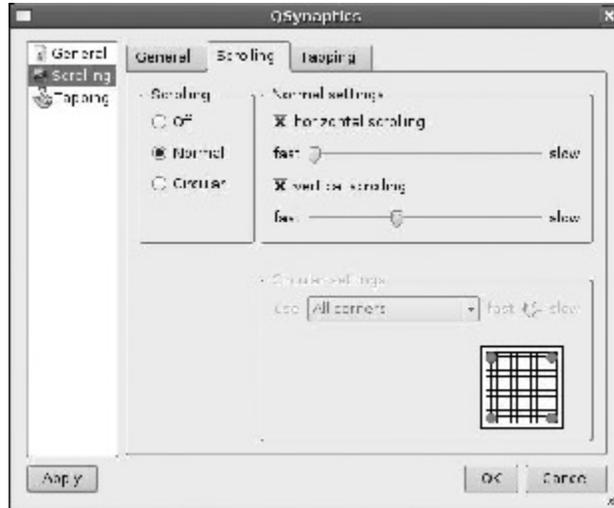 QSynaptics
General
Scrolling
Tapping
General Scrolling Tapping
Scrolling
Off
Normal
Circular
Normal settings
horizontal scrolling
fast slow
vertical scrolling
fast slow
Circular settings
use All corners fast slow
Apply OK Cancel